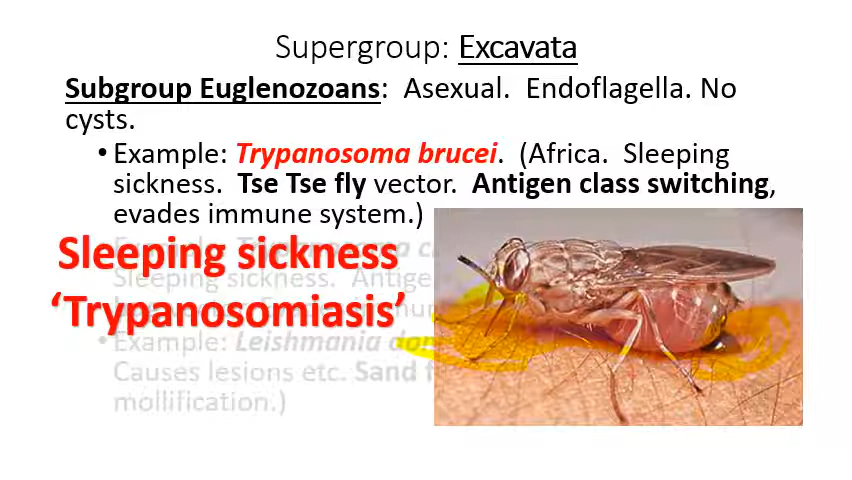 Supergroup: Excavata
Subgroup Euglenozoans: Asexual. Endoflagella. No
cysts.
• Example: Trypanosoma brucei. (Africa. Sleeping
sickness. Tse Tse fly vector. Antigen class switching,
evades immune system.)
Sleeping sickness
‘Trypanosomiasis’
Sleeping sickness. Antige
• Example: Leishmania don
Causes lesions etc. Sand f
mollification.)